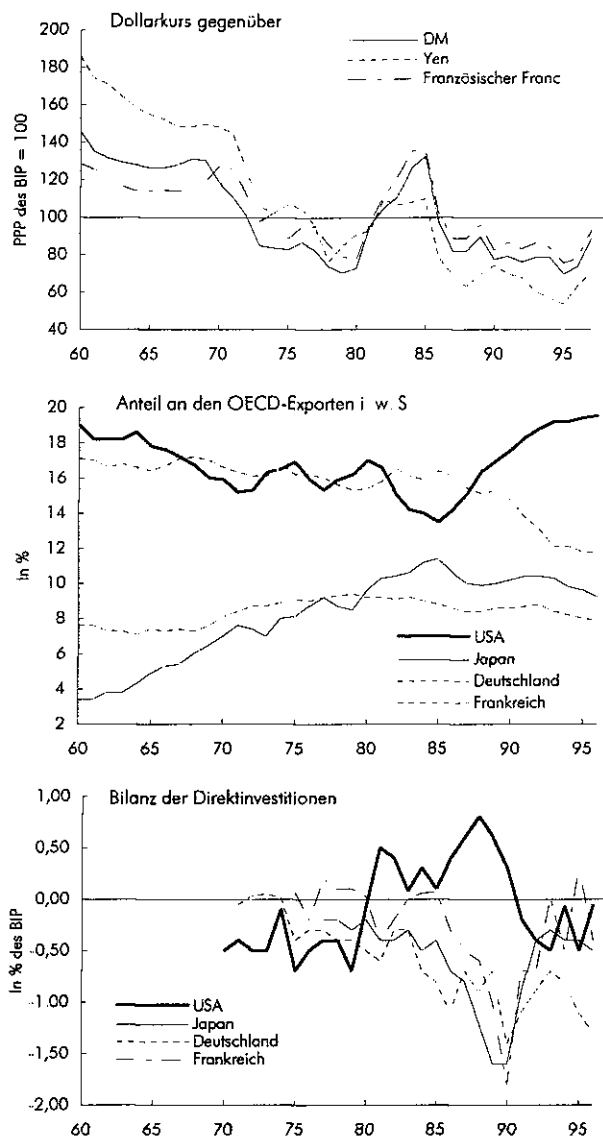 Dollarkurs gegenüber
DM
Yen
Französischer Franc
PPP des BIP = 100
200
180
160
140
120
100
80
60
40
60 65 70 75 80 85 90 95
Anteil an den OECD-Exporten i w. S
In %
20
18
16
14
12
10
8
6
4
2
USA
Japan
Deutschland
Frankreich
60 65 70 75 80 85 90 95
Bilanz der Direktinvestitionen
In % des BIP
1,00
0,50
0,00
-0,50
-1,00
-1,50
-2,00
USA
Japan
Deutschland
Frankreich
60 65 70 75 80 85 90 95